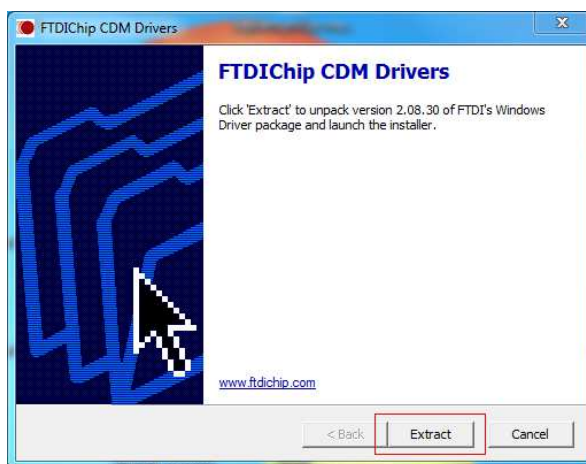 FTDIChip CDM Drivers
X
FTDIChip CDM Drivers
Click 'Extract' to unpack version 2.08.30 of FTDI's Windows
Driver package and launch the installer.
www.ftdichip.com
< Back
Extract
Cancel